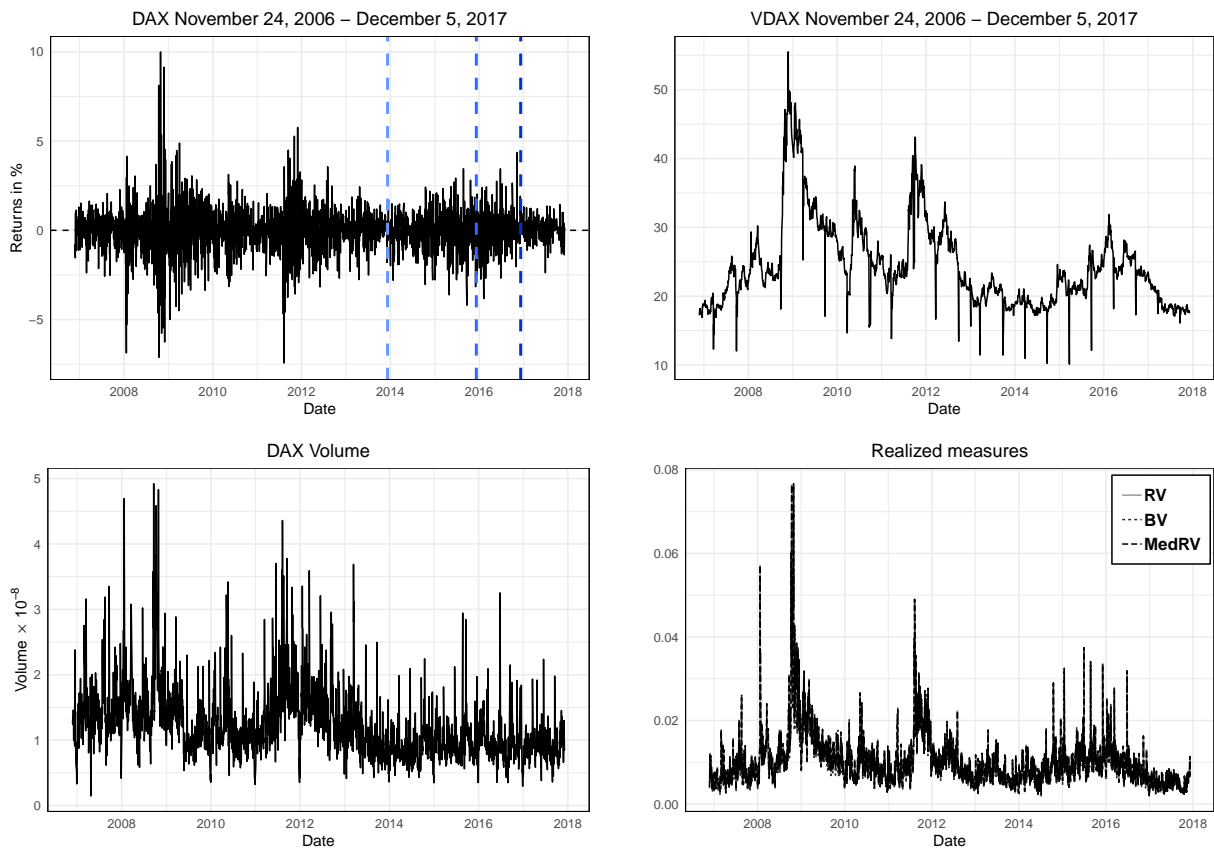 DAX November 24, 2006 – December 5, 2017
10
5
0
−5
Returns in %
2008 2010 2012 2014 2016 2018
Date
VDAX November 24, 2006 – December 5, 2017
50
40
30
20
10
2008 2010 2012 2014 2016 2018
Date
DAX Volume
5
4
3
2
1
0
Volume × 10⁻⁸
2008 2010 2012 2014 2016 2018
Date
Realized measures
0.08
0.06
0.04
0.02
0.00
RV
BV
MedRV
2008 2010 2012 2014 2016 2018
Date